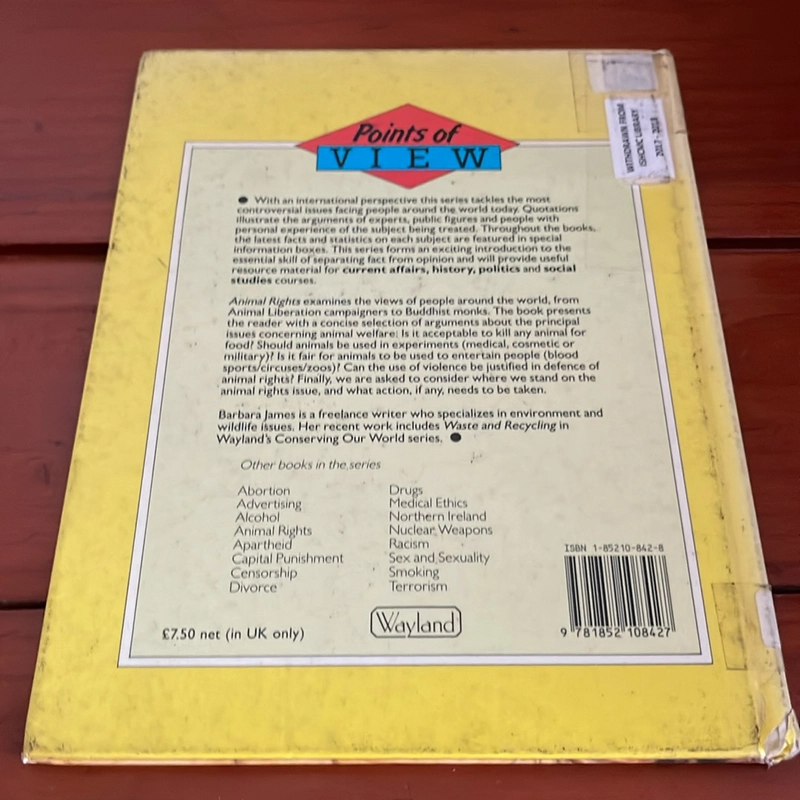 WITHDRAWN FROM
ISHCMC LIBRARY
2017 - 2018
Points of
VIEW
● With an international perspective this series tackles the most
controversial issues facing people around the world today. Quotations
illustrate the arguments of experts, public figures and people with
personal experience of the subject being treated. Throughout the books,
the latest facts and statistics on each subject are featured in special
information boxes. This series forms an exciting introduction to the
essential skill of separating fact from opinion and will provide useful
resource material for current affairs, history, politics and social
studies courses.
Animal Rights examines the views of people around the world, from
Animal Liberation campaigners to Buddhist monks. The book presents
the reader with a concise selection of arguments about the principal
issues concerning animal welfare: Is it acceptable to kill any animal for
food? Should animals be used in experiments (medical, cosmetic or
military)? Is it fair for animals to be used to entertain people (blood
sports/circuses/zoos)? Can the use of violence be justified in defence of
animal rights? Finally, we are asked to consider where we stand on the
animal rights issue, and what action, if any, needs to be taken.
Barbara James is a freelance writer who specializes in environment and
wildlife issues. Her recent work includes Waste and Recycling in
Wayland's Conserving Our World series. ●
Other books in the series
Abortion
Advertising
Alcohol
Animal Rights
Apartheid
Capital Punishment
Censorship
Divorce
Drugs
Medical Ethics
Northern Ireland
Nuclear Weapons
Racism
Sex and Sexuality
Smoking
Terrorism
£7.50 net (in UK only)
Wayland
ISBN 1-85210-842-8
9 781852 108427